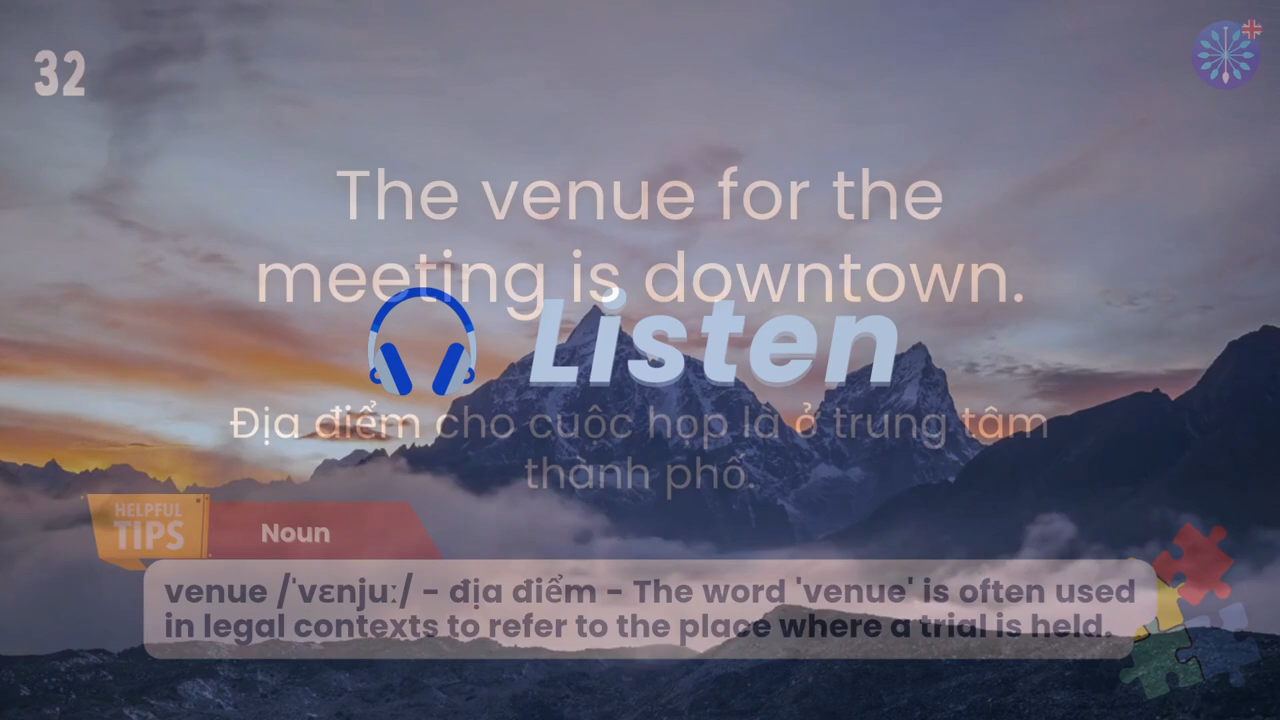 32
The venue for the
meeting is downtown.
Listen
Địa điểm cho cuộc họp là ở trung tâm
thành phố.
HELPFUL
TIPS
Noun
venue /ˈvɛnjuː/ - địa điểm - The word 'venue' is often used
in legal contexts to refer to the place where a trial is held.